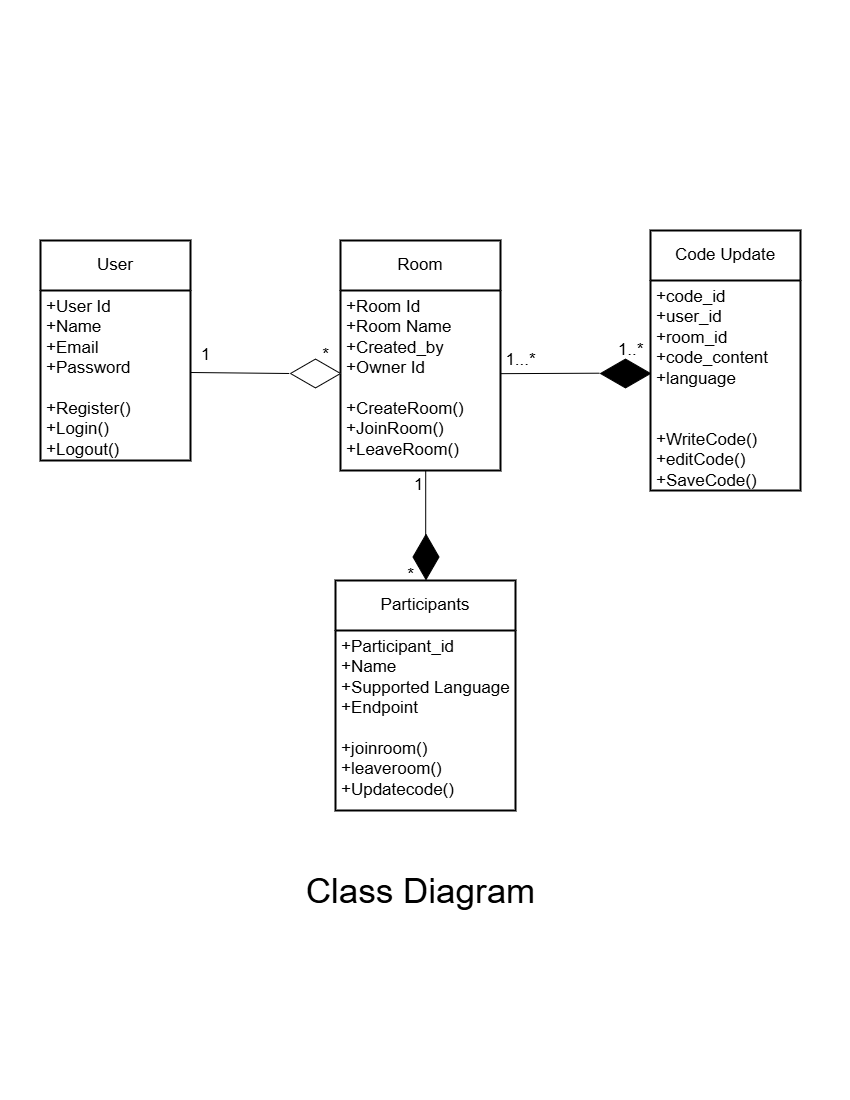 User
+User Id
+Name
+Email
+Password
+Register()
+Login()
+Logout()
1
*
Room
+Room Id
+Room Name
+Created_by
+Owner Id
+CreateRoom()
+JoinRoom()
+LeaveRoom()
1...*
1..*
Code Update
+code_id
+user_id
+room_id
+code_content
+language
+WriteCode()
+editCode()
+SaveCode()
1
*
Participants
+Participant_id
+Name
+Supported Language
+Endpoint
+joinroom()
+leaveroom()
+Updatecode()
Class Diagram